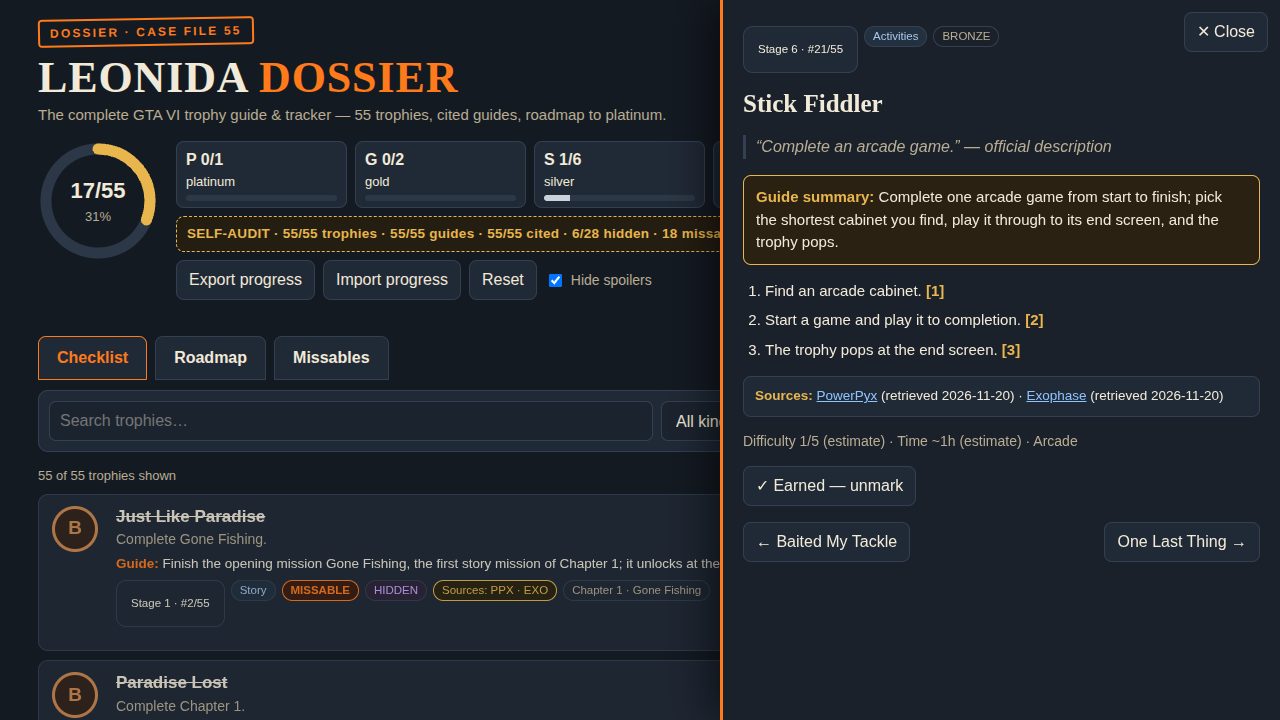 DOSSIER · CASE FILE 55
LEONIDA DOSSIER
The complete GTA VI trophy guide & tracker — 55 trophies, cited guides, roadmap to platinum.
17/55
31%
P 0/1
platinum
G 0/2
gold
S 1/6
silver
SELF-AUDIT · 55/55 trophies · 55/55 guides · 55/55 cited · 6/28 hidden · 18 missa
Export progress
Import progress
Reset
Hide spoilers
Checklist
Roadmap
Missables
Search trophies…
All kin
55 of 55 trophies shown
B
Just Like Paradise
Complete Gone Fishing.
Guide: Finish the opening mission Gone Fishing, the first story mission of Chapter 1; it unlocks at the
Stage 1 · #2/55
Story
MISSABLE
HIDDEN
Sources: PPX · EXO
Chapter 1 · Gone Fishing
B
Paradise Lost
Complete Chapter 1.
Stage 6 · #21/55
Activities
BRONZE
✕ Close
Stick Fiddler
“Complete an arcade game.” — official description
Guide summary: Complete one arcade game from start to finish; pick
the shortest cabinet you find, play it through to its end screen, and the
trophy pops.
1. Find an arcade cabinet. [1]
2. Start a game and play it to completion. [2]
3. The trophy pops at the end screen. [3]
Sources: PowerPyx (retrieved 2026-11-20) · Exophase (retrieved 2026-11-20)
Difficulty 1/5 (estimate) · Time ~1h (estimate) · Arcade
✓ Earned — unmark
← Baited My Tackle
One Last Thing →